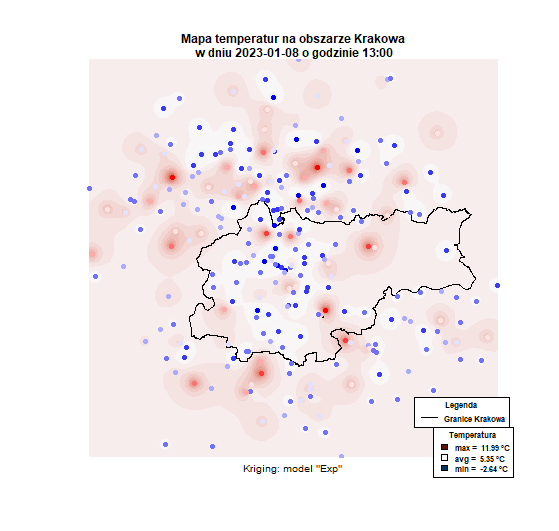 Mapa temperatur na obszarze Krakowa
w dniu 2023-01-08 o godzinie 13:00
Legenda
Granice Krakowa
Temperatura
max = 11.99 °C
avg = 5.35 °C
min = -2.64 °C
Kriging: model "Exp"